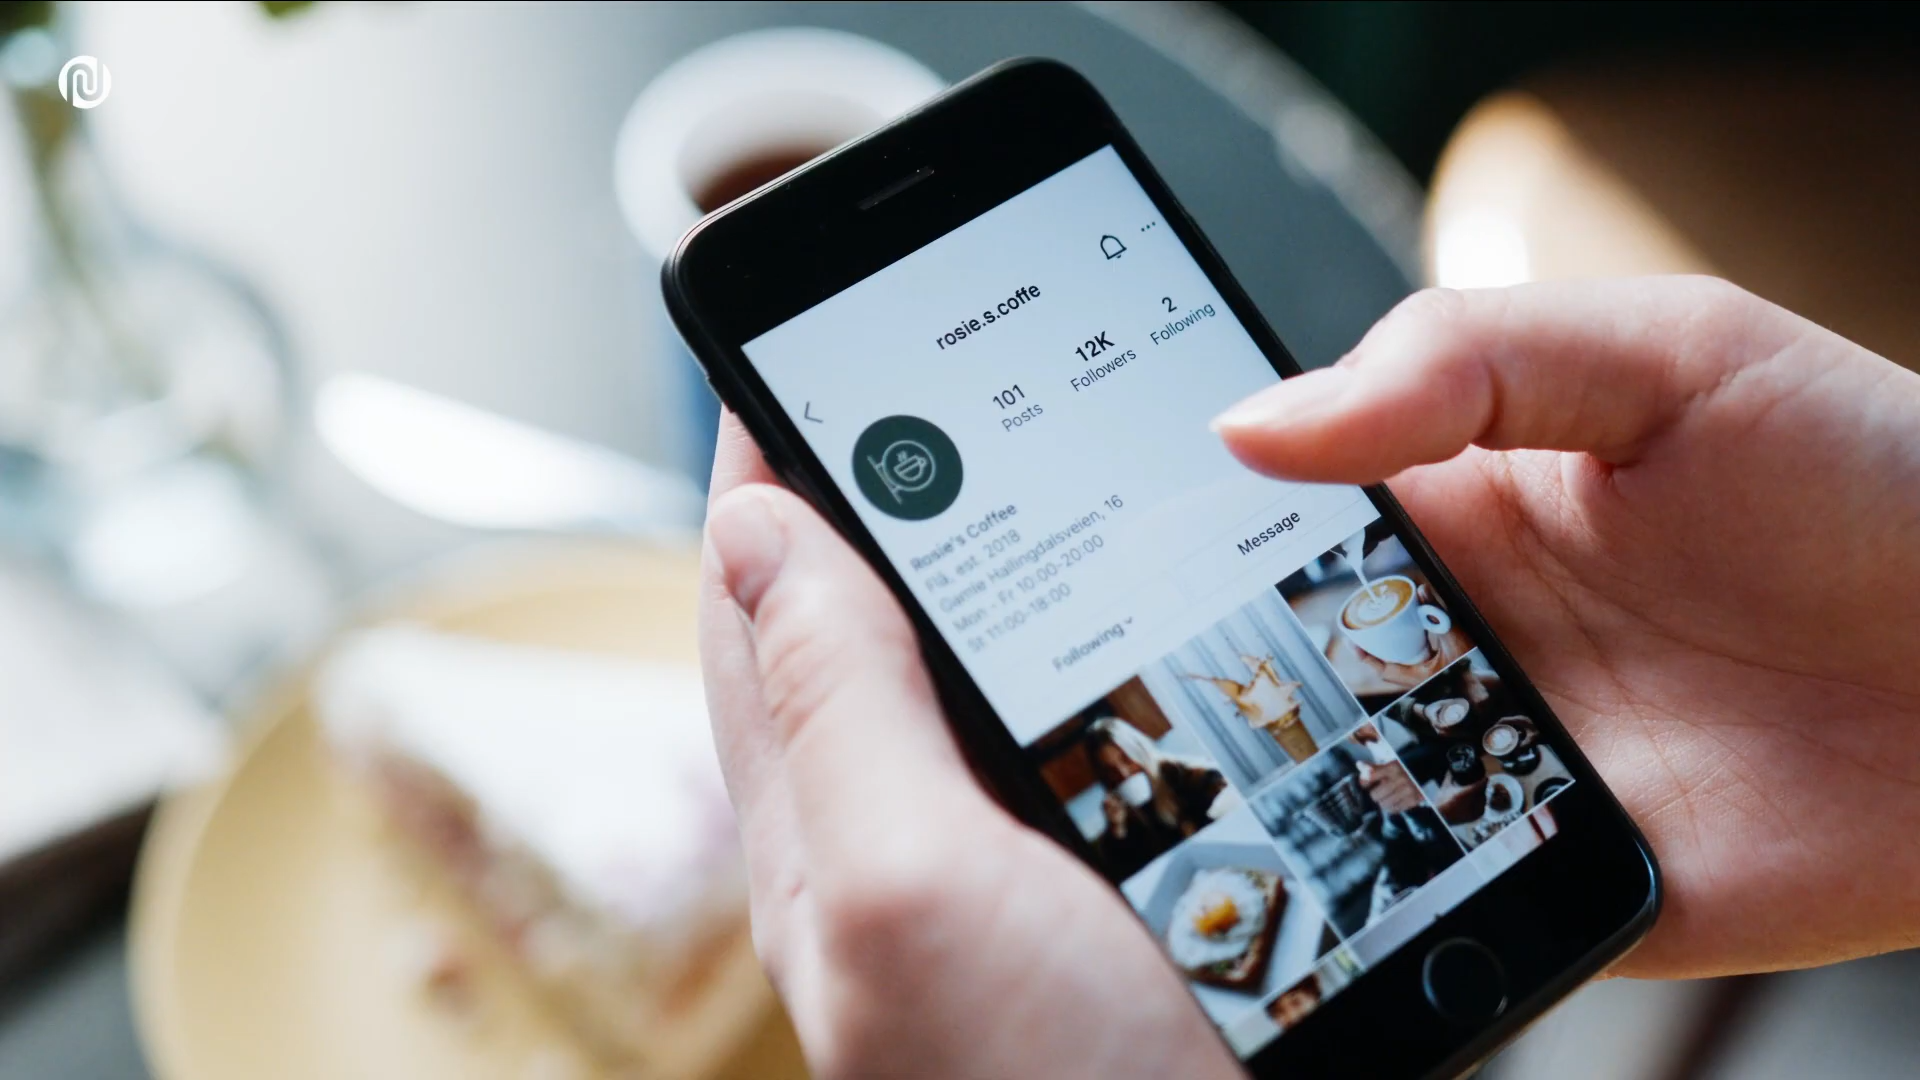 rosie.s.coffe
101
Posts
12K
Followers
2
Following
Rosie's Coffee
Flå, est. 2018
Gamle Hallingdalsveien, 16
Mon - Fr 10:00-20:00
St 11:00-18:00
Following
Message